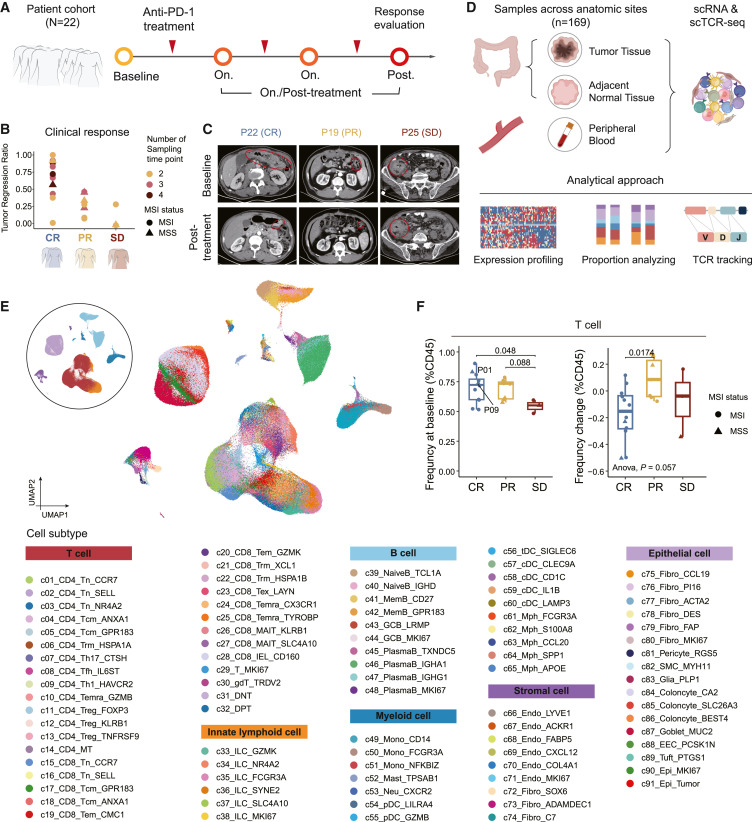 A
Patient cohort
(N=22)
Anti-PD-1
treatment
Response
evaluation
Baseline
On.
On.
Post.
On./Post-treatment
B
Clinical response
Tumor Regression Ratio
1.00
0.75
0.50
0.25
0.00
CR
PR
SD
Number of
Sampling
time point
2
3
4
MSI status
MSI
MSS
C
P22 (CR)
P19 (PR)
P25 (SD)
Baseline
Post-
treatment
D
Samples across anatomic sites
(n=169)
scRNA &
scTCR-seq
Tumor Tissue
Adjacent
Normal Tissue
Peripheral
Blood
Analytical approach
Expression profiling
Proportion analyzing
V
D
J
TCR tracking
E
UMAP2
UMAP1
F
T cell
Frequncy at baseline (%CD45)
1.00
0.75
0.50
0.25
0.00
0.048
0.088
P01
P09
CR
PR
SD
Frequncy change (%CD45)
0.2
0.0
−0.2
−0.4
−0.6
0.0174
Anova, P = 0.057
CR
PR
SD
MSI status
MSI
MSS
Cell subtype
T cell
c01_CD4_Tn_CCR7
c02_CD4_Tn_SELL
c03_CD4_Tn_NR4A2
c04_CD4_Tcm_ANXA1
c05_CD4_Tcm_GPR183
c06_CD4_Trm_HSPA1A
c07_CD4_Th17_CTSH
c08_CD4_Tfh_IL6ST
c09_CD4_Th1_HAVCR2
c10_CD4_Temra_GZMB
c11_CD4_Treg_FOXP3
c12_CD4_Treg_KLRB1
c13_CD4_Treg_TNFRSF9
c14_CD4_MT
c15_CD8_Tn_CCR7
c16_CD8_Tn_SELL
c17_CD8_Tcm_GPR183
c18_CD8_Tcm_ANXA1
c19_CD8_Tem_CMC1
c20_CD8_Tem_GZMK
c21_CD8_Trm_XCL1
c22_CD8_Trm_HSPA1B
c23_CD8_Tex_LAYN
c24_CD8_Temra_CX3CR1
c25_CD8_Temra_TYROBP
c26_CD8_MAIT_KLRB1
c27_CD8_MAIT_SLC4A10
c28_CD8_IEL_CD160
c29_T_MKI67
c30_gdT_TRDV2
c31_DNT
c32_DPT
Innate lymphoid cell
c33_ILC_GZMK
c34_ILC_NR4A2
c35_ILC_FCGR3A
c36_ILC_SYNE2
c37_ILC_SLC4A10
c38_ILC_MKI67
B cell
c39_NaiveB_TCL1A
c40_NaiveB_IGHD
c41_MemB_CD27
c42_MemB_GPR183
c43_GCB_LRMP
c44_GCB_MKI67
c45_PlasmaB_TXNDC5
c46_PlasmaB_IGHA1
c47_PlasmaB_IGHG1
c48_PlasmaB_MKI67
Myeloid cell
c49_Mono_CD14
c50_Mono_FCGR3A
c51_Mono_NFKBIZ
c52_Mast_TPSAB1
c53_Neu_CXCR2
c54_pDC_LILRA4
c55_pDC_GZMB
c56_tDC_SIGLEC6
c57_cDC_CLEC9A
c58_cDC_CD1C
c59_cDC_IL1B
c60_cDC_LAMP3
c61_Mph_FCGR3A
c62_Mph_S100A8
c63_Mph_CCL20
c64_Mph_SPP1
c65_Mph_APOE
Stromal cell
c66_Endo_LYVE1
c67_Endo_ACKR1
c68_Endo_FABP5
c69_Endo_CXCL12
c70_Endo_COL4A1
c71_Endo_MKI67
c72_Fibro_SOX6
c73_Fibro_ADAMDEC1
c74_Fibro_C7
Epithelial cell
c75_Fibro_CCL19
c76_Fibro_PI16
c77_Fibro_ACTA2
c78_Fibro_DES
c79_Fibro_FAP
c80_Fibro_MKI67
c81_Pericyte_RGS5
c82_SMC_MYH11
c83_Glia_PLP1
c84_Coloncyte_CA2
c85_Coloncyte_SLC26A3
c86_Coloncyte_BEST4
c87_Goblet_MUC2
c88_EEC_PCSK1N
c89_Tuft_PTGS1
c90_Epi_MKI67
c91_Epi_Tumor